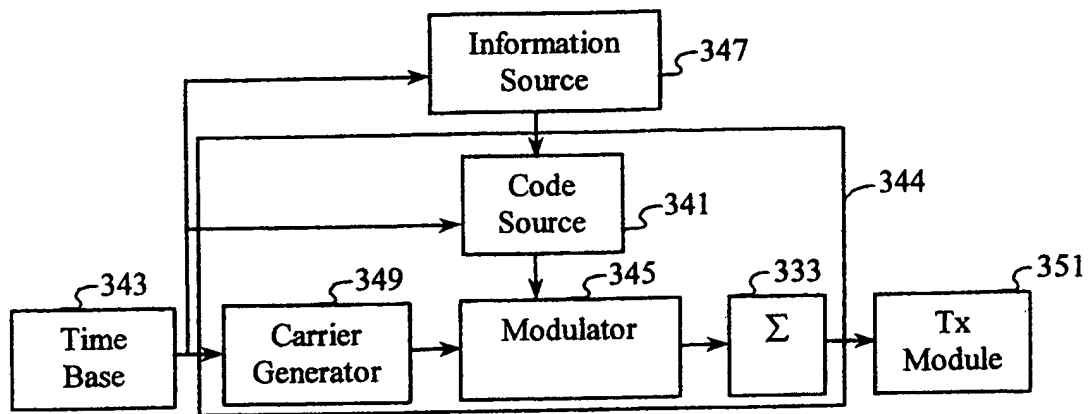 Information
Source
347
Code
Source
341
344
343
Time
Base
349
Carrier
Generator
345
Modulator
333
Σ
351
Tx
Module